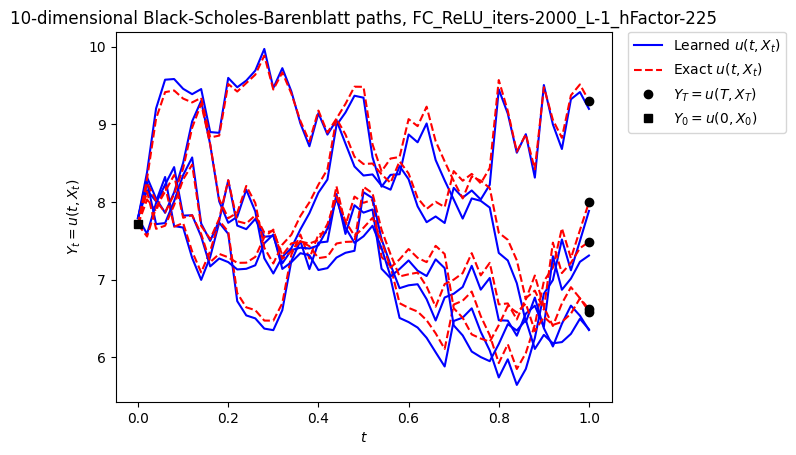 10-dimensional Black-Scholes-Barenblatt paths, FC_ReLU_iters-2000_L-1_hFactor-225
10
9
8
7
6
Y_t = u(t, X_t)
0.0 0.2 0.4 0.6 0.8 1.0
t
Learned u(t, X_t)
Exact u(t, X_t)
Y_T = u(T, X_T)
Y_0 = u(0, X_0)